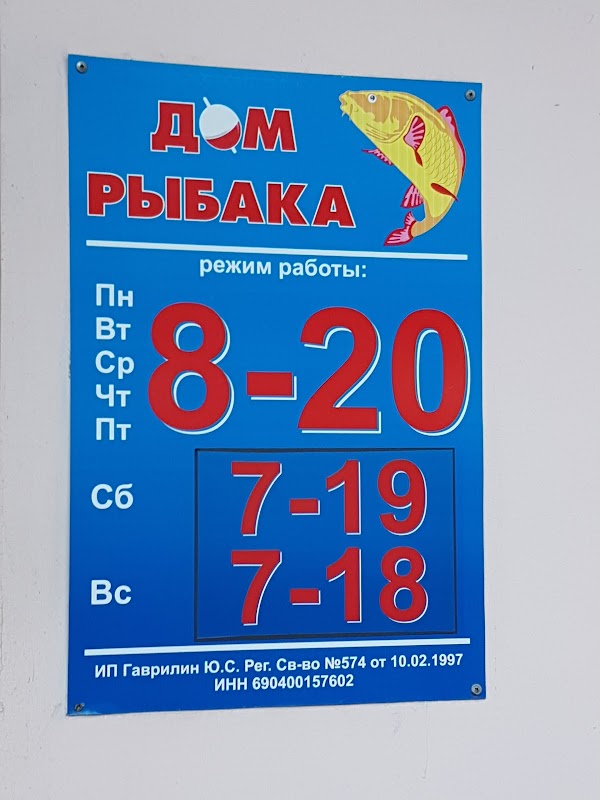 ДОМ
РЫБАКА
режим работы:
Пн
Вт
Ср
Чт
Пт
8-20
Сб
7-19
Вс
7-18
ИП Гаврилин Ю.С. Рег. Св-во №574 от 10.02.1997
ИНН 690400157602